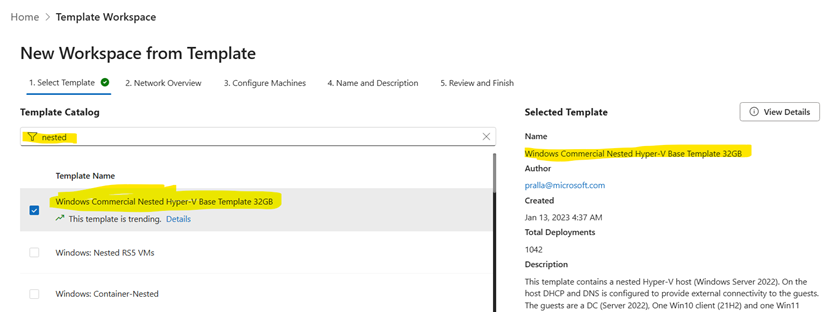 Home > Template Workspace
New Workspace from Template
1. Select Template
2. Network Overview
3. Configure Machines
4. Name and Description
5. Review and Finish
Template Catalog
nested
Template Name
Windows Commercial Nested Hyper-V Base Template 32GB
This template is trending. Details
Windows: Nested RS5 VMs
Windows: Container-Nested
Selected Template
View Details
Name
Windows Commercial Nested Hyper-V Base Template 32GB
Author
pralla@microsoft.com
Created
Jan 13, 2023 4:37 AM
Total Deployments
1042
Description
This template contains a nested Hyper-V host (Windows Server 2022). On the
host DHCP and DNS is configured to provide external connectivity to the guests.
The guests are a DC (Server 2022), One Win10 client (21H2) and one Win11